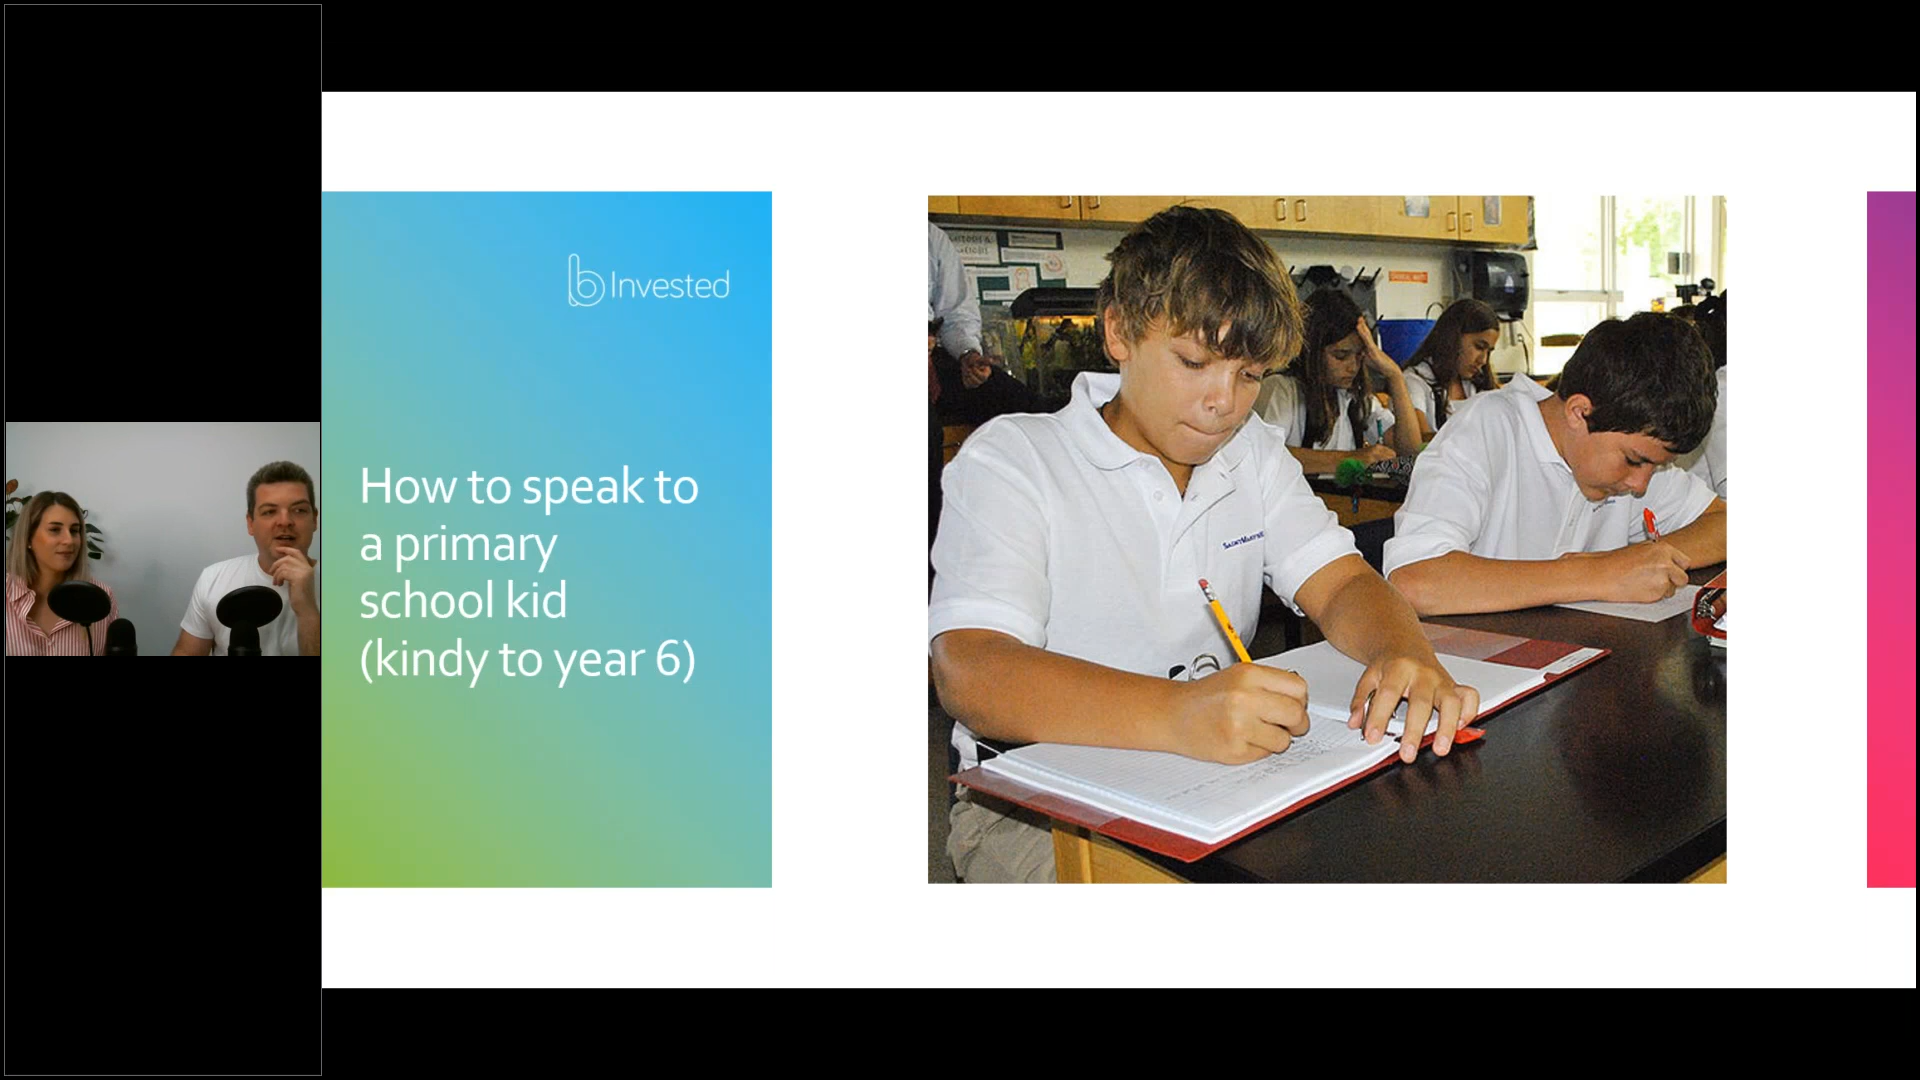 b Invested
How to speak to
a primary
school kid
(kindy to year 6)